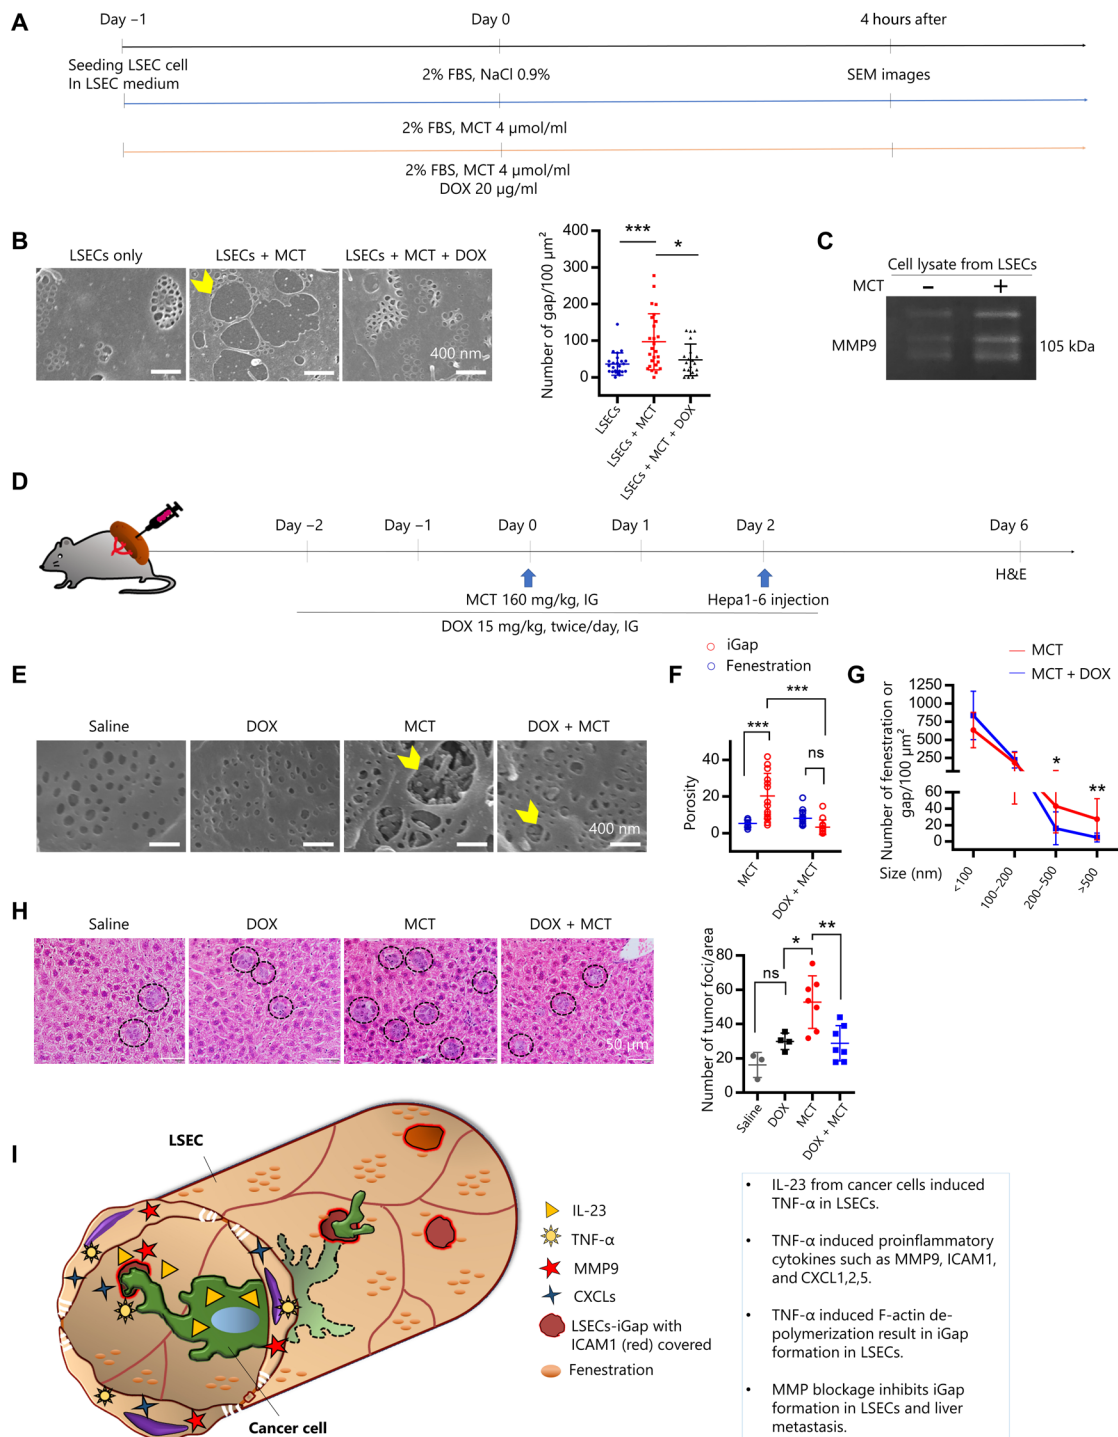 A
Day –1
Day 0
4 hours after
Seeding LSEC cell
In LSEC medium
2% FBS, NaCl 0.9%
SEM images
2% FBS, MCT 4 μmol/ml
2% FBS, MCT 4 μmol/ml
DOX 20 μg/ml
B
LSECs only
LSECs + MCT
LSECs + MCT + DOX
400 nm
Number of gap/100 μm²
400
300
200
100
0
***
*
LSECs
LSECs + MCT
LSECs + MCT + DOX
C
Cell lysate from LSECs
MCT – +
MMP9
105 kDa
D
Day –2
Day –1
Day 0
Day 1
Day 2
Day 6
MCT 160 mg/kg, IG
Hepa1-6 injection
H&E
DOX 15 mg/kg, twice/day, IG
E
Saline
DOX
MCT
DOX + MCT
400 nm
F
iGap
Fenestration
***
***
ns
Porosity
40
20
0
MCT
DOX + MCT
G
MCT
MCT + DOX
Number of fenestration or
gap/100 μm²
1250
1000
750
500
250
60
40
20
0
*
**
Size (nm)
<100
100–200
200–500
>500
H
Saline
DOX
MCT
DOX + MCT
50 μm
Number of tumor foci/area
80
60
40
20
0
ns
*
**
Saline
DOX
MCT
DOX + MCT
I
LSEC
Cancer cell
IL-23
TNF-α
MMP9
CXCLs
LSECs-iGap with
ICAM1 (red) covered
Fenestration
• IL-23 from cancer cells induced
TNF-α in LSECs.
• TNF-α induced proinflammatory
cytokines such as MMP9, ICAM1,
and CXCL1,2,5.
• TNF-α induced F-actin de-
polymerization result in iGap
formation in LSECs.
• MMP blockage inhibits iGap
formation in LSECs and liver
metastasis.